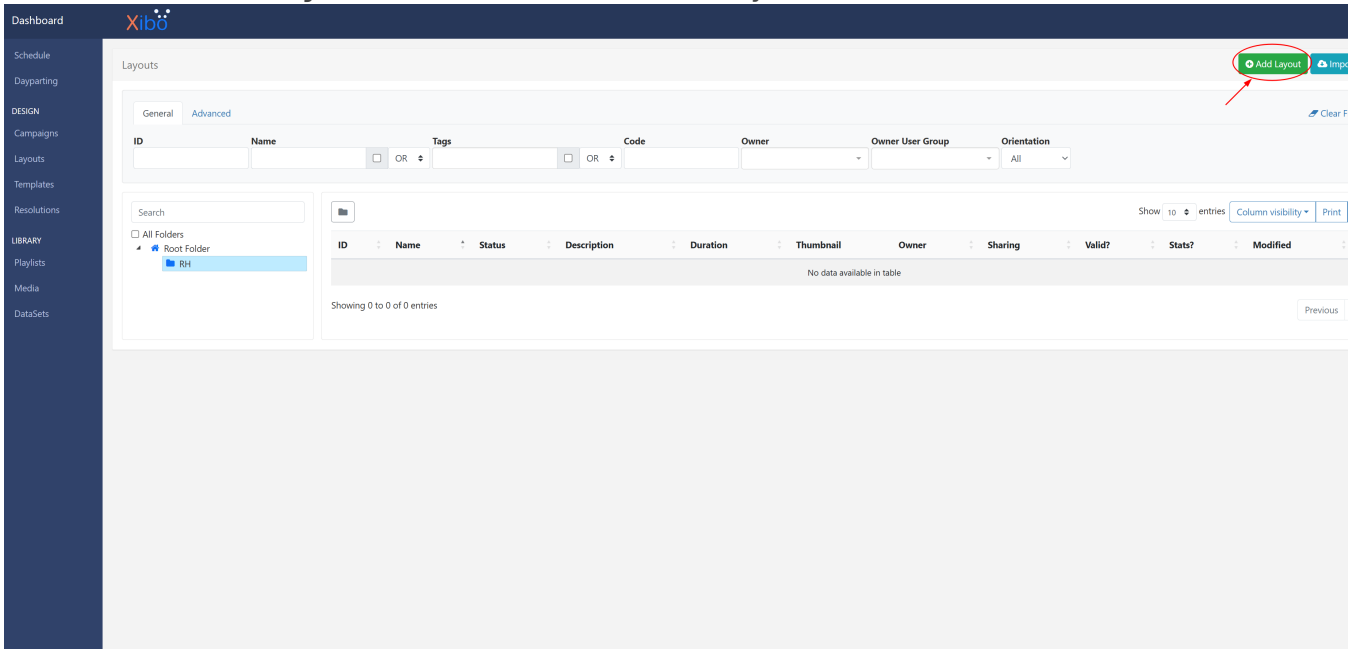 Dashboard
Xibo
Schedule
Dayparting
DESIGN
Campaigns
Layouts
Templates
Resolutions
LIBRARY
Playlists
Media
DataSets
Layouts
Add Layout
Impo
General Advanced
Clear F
ID Name Tags Code Owner Owner User Group Orientation
OR OR All
Search
All Folders
Root Folder
RH
Show 10 entries Column visibility Print
ID Name Status Description Duration Thumbnail Owner Sharing Valid? Stats? Modified
No data available in table
Showing 0 to 0 of 0 entries
Previous